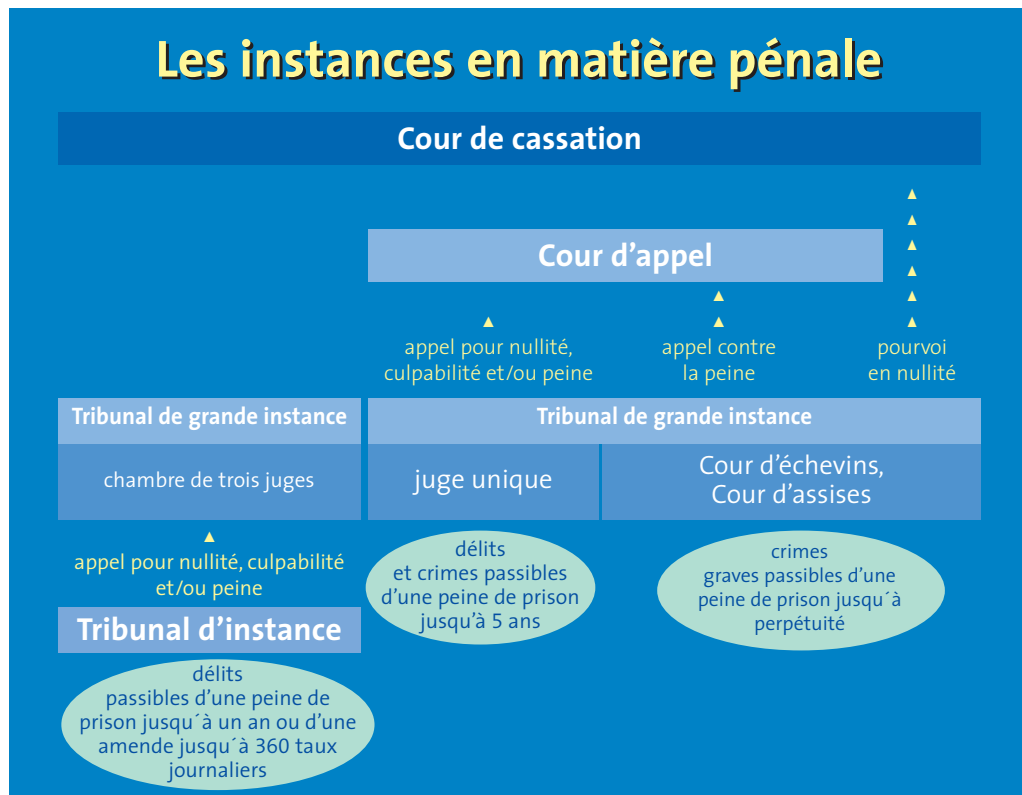 Les instances en matière pénale
Cour de cassation
Cour d'appel
appel pour nullité,
culpabilité et/ou peine
appel contre
la peine
pourvoi
en nullité
Tribunal de grande instance
chambre de trois juges
Tribunal de grande instance
juge unique
Cour d'échevins,
Cour d'assises
appel pour nullité, culpabilité
et/ou peine
délits
et crimes passibles
d'une peine de prison
jusqu'à 5 ans
crimes
graves passibles d'une
peine de prison jusqu´à
perpétuité
Tribunal d'instance
délits
passibles d'une peine de
prison jusqu´à un an ou d'une
amende jusqu´à 360 taux
journaliers